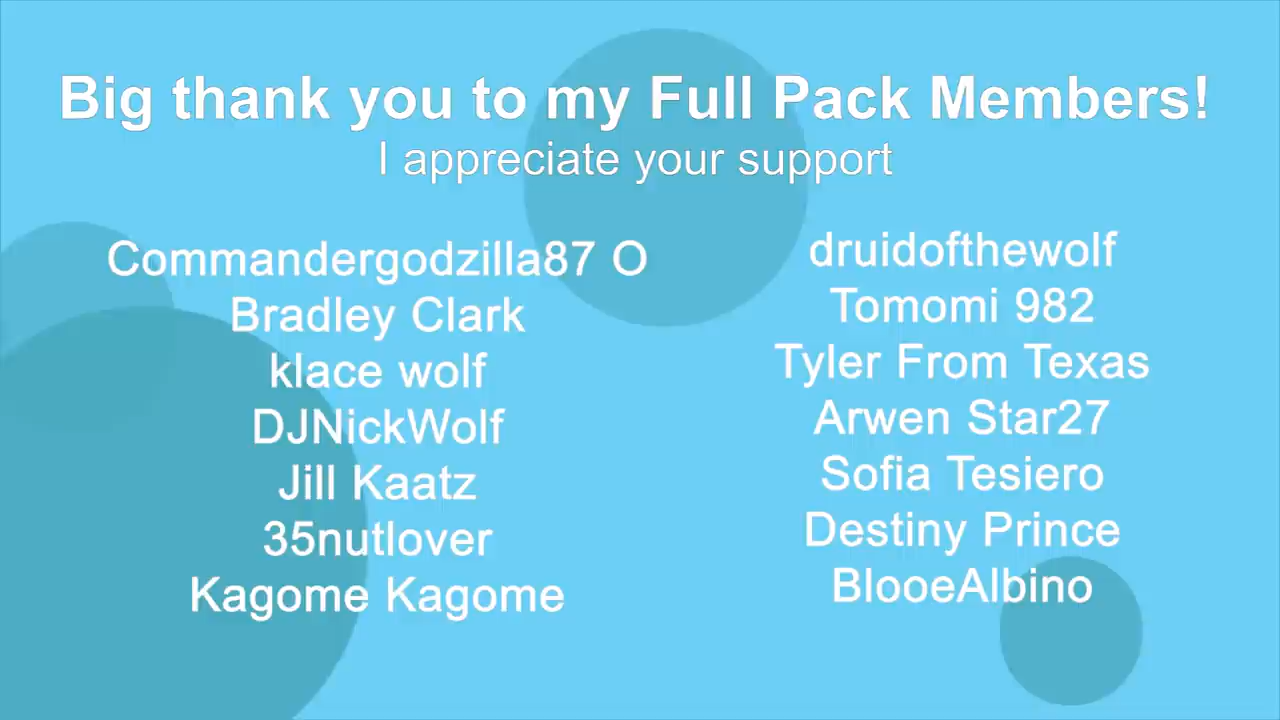 Big thank you to my Full Pack Members!
I appreciate your support
Commandergodzilla87 O
Bradley Clark
klace wolf
DJNickWolf
Jill Kaatz
35nutlover
Kagome Kagome
druidofthewolf
Tomomi 982
Tyler From Texas
Arwen Star27
Sofia Tesiero
Destiny Prince
BlooeAlbino